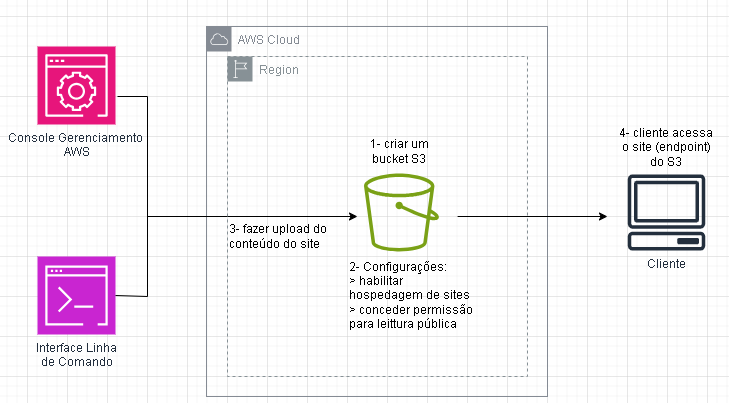 AWS Cloud
Region
Console Gerenciamento
AWS
1- criar um
bucket S3
4- cliente acessa
o site (endpoint)
do S3
3- fazer upload do
conteúdo do site
Cliente
2- Configurações:
> habilitar
hospedagem de sites
> conceder permissão
para leittura pública
Interface Linha
de Comando